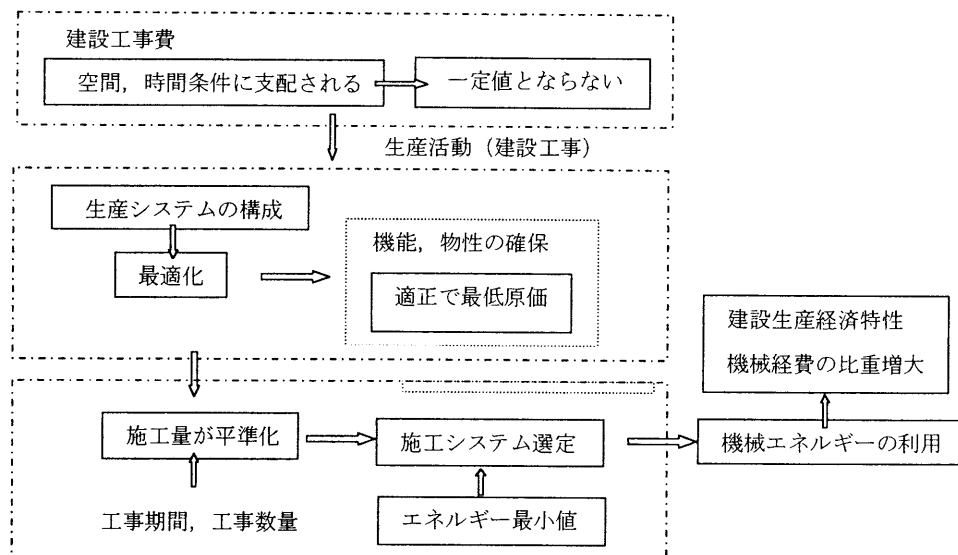 建設工事費
空間，時間条件に支配される
一定値とならない
生産活動（建設工事）
生産システムの構成
最適化
機能，物性の確保
適正で最低原価
建設生産経済特性
機械経費の比重増大
施工量が平準化
施工システム選定
機械エネルギーの利用
工事期間，工事数量
エネルギー最小値